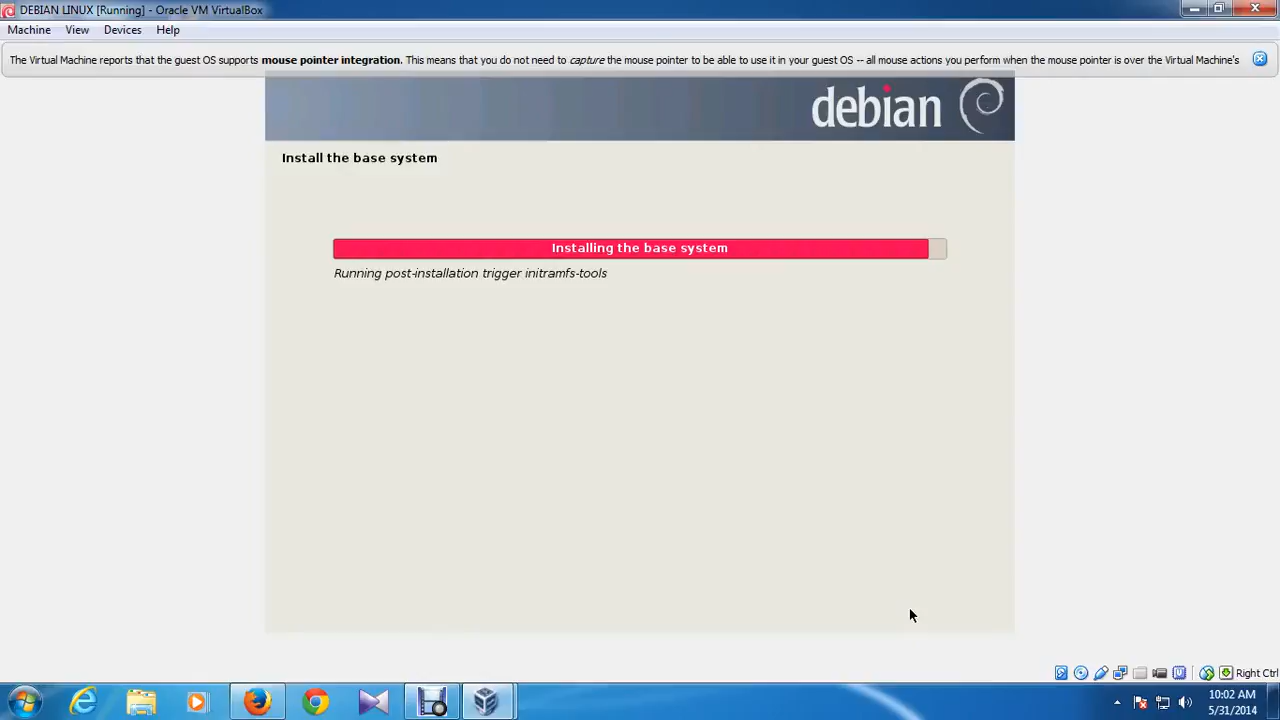 DEBIAN LINUX [Running] - Oracle VM VirtualBox
Machine View Devices Help
The Virtual Machine reports that the guest OS supports mouse pointer integration. This means that you do not need to capture the mouse pointer to be able to use it in your guest OS -- all mouse actions you perform when the mouse pointer is over the Virtual Machine's
debian
Install the base system
Installing the base system
Running post-installation trigger initramfs-tools
Right Ctrl
10:02 AM
5/31/2014